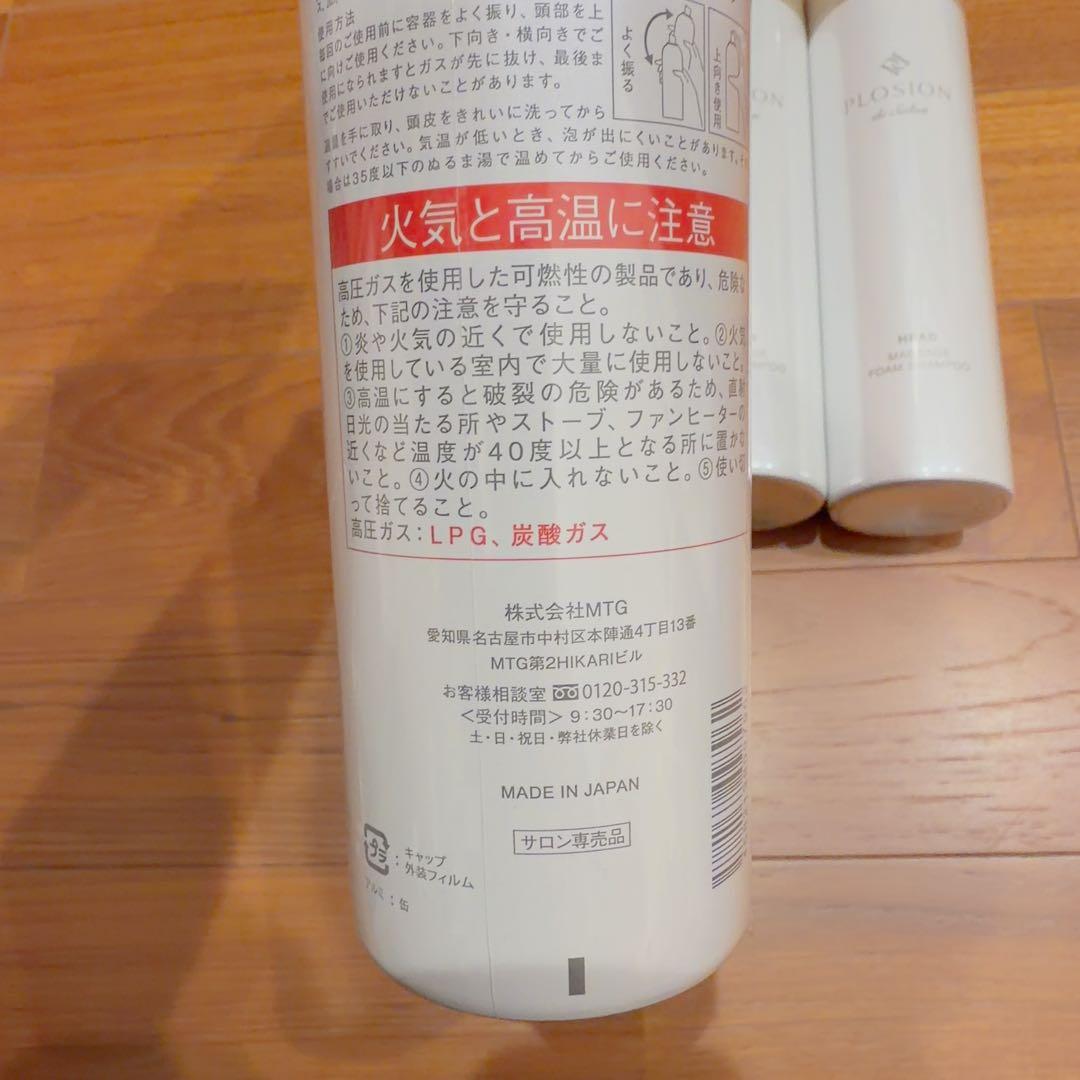 使用方法
毎回のご使用前に容器をよく振り、頭部を上
に向けご使用ください。下向き・横向きでご
使用になられますとガスが先に抜け、最後ま
でご使用いただけないことがあります。
適量を手に取り、頭皮をきれいに洗ってから
すすいでください。気温が低いとき、泡が出にくいことがあります。その
場合は35度以下のぬるま湯で温めてからご使用ください。
よく振る
上向き使用
火気と高温に注意
高圧ガスを使用した可燃性の製品であり、危険な
ため、下記の注意を守ること。
①炎や火気の近くで使用しないこと。②火気
を使用している室内で大量に使用しないこと。
③高温にすると破裂の危険があるため、直射
日光の当たる所やストーブ、ファンヒーターの
近くなど温度が40度以上となる所に置かな
いこと。④火の中に入れないこと。⑤使い切
って捨てること。
高圧ガス：LPG、炭酸ガス
株式会社MTG
愛知県名古屋市中村区本陣通4丁目13番
MTG第2HIKARIビル
お客様相談室 0120-315-332
＜受付時間＞ 9：30～17：30
土・日・祝日・弊社休業日を除く
MADE IN JAPAN
サロン専売品
プラ：キャップ
外装フィルム
アルミ：缶
PLOSION
HEAD
MASSAGE
FOAM SHAMPOO